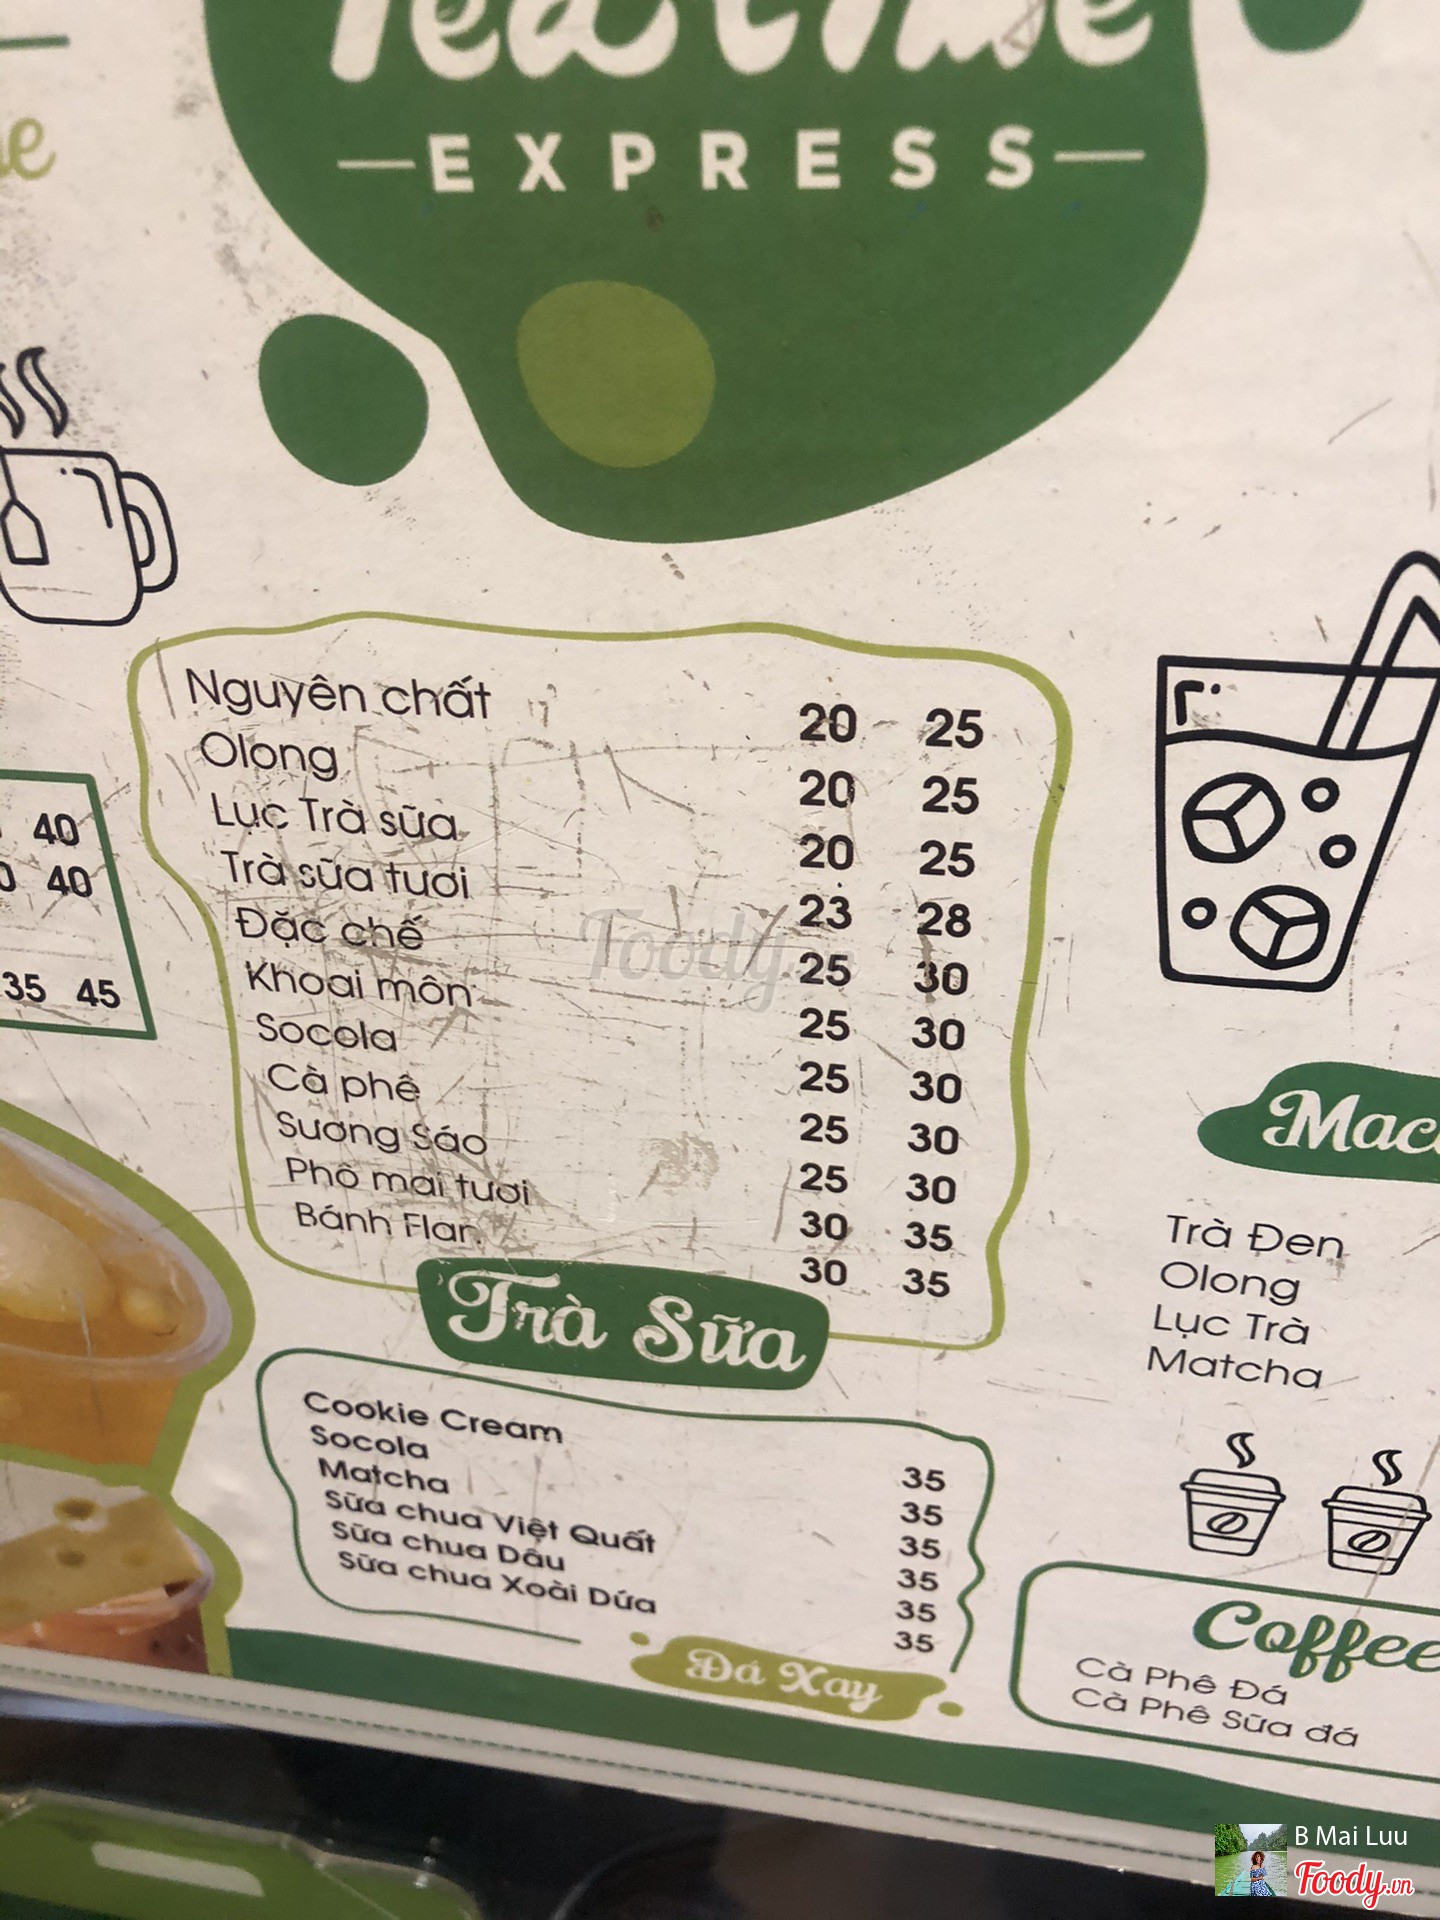 Tea Time
EXPRESS
Nguyên chất 20 25
Olong 20 25
Lục Trà sữa 20 25
Trà sữa tươi 23 28
Đặc chế 25 30
Khoai môn 25 30
Socola 25 30
Cà phê 25 30
Sương Sáo 25 30
Phô mai tươi 30 35
Bánh Flan 30 35
Trà Sữa
40
40
35 45
Cookie Cream 35
Socola 35
Matcha 35
Sữa chua Việt Quất 35
Sữa chua Dâu 35
Sữa chua Xoài Dứa 35
Đá Xay
Trà Đen
Olong
Lục Trà
Matcha
Coffee
Cà Phê Đá
Cà Phê Sữa đá
Foody.vn
B Mai Luu
Foody.vn